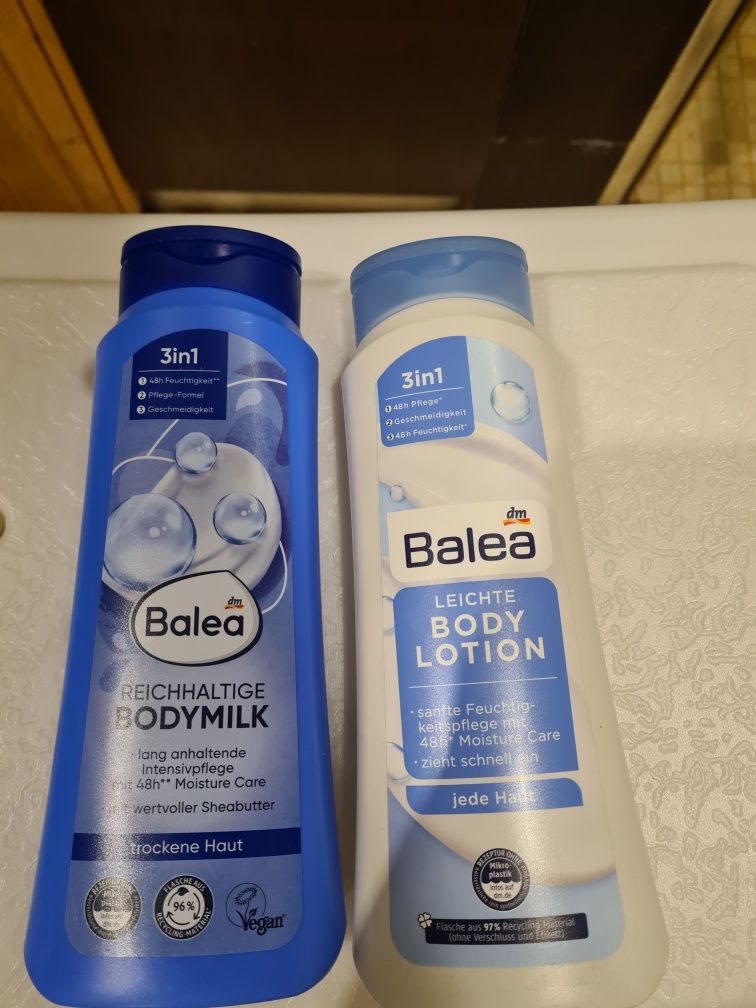 3in1
1 48h Feuchtigkeit**
2 Pflege-Formel
3 Geschmeidigkeit
dm
Balea
REICHHALTIGE
BODYMILK
lang anhaltende
Intensivpflege
mit 48h** Moisture Care
mit wertvoller Sheabutter
trockene Haut
FLASCHE AUS
96%
RECYCLING-MATERIAL
Vegan
3in1
1 48h Pflege*
2 Geschmeidigkeit
3 48h Feuchtigkeit*
dm
Balea
LEICHTE
BODY
LOTION
· sanfte Feuchtig-
keitspflege mit
48h* Moisture Care
· zieht schnell ein
jede Haut
REZEPTUR OHNE
Mikro-
plastik
Infos auf
dm.de
Flasche aus 97% Recycling-Material
(ohne Verschluss und Etikett)